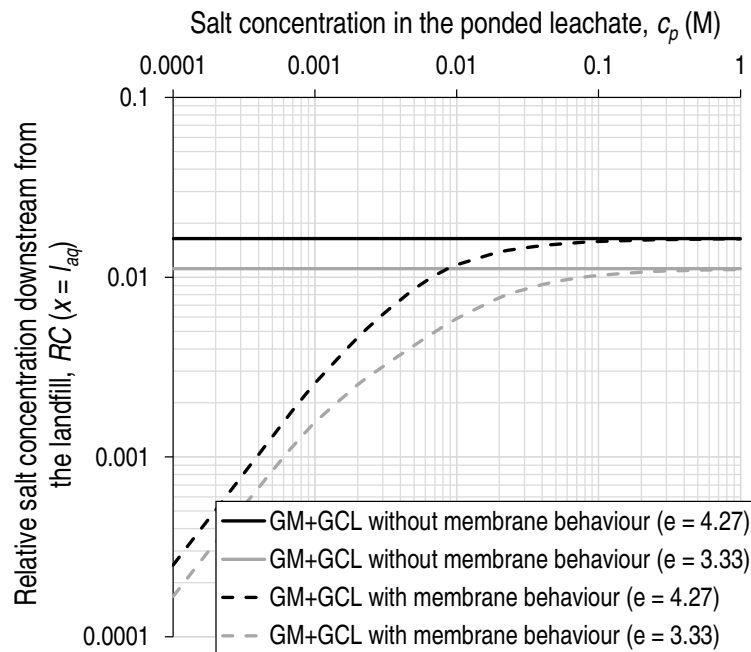 Salt concentration in the ponded leachate, c_p (M)
0.0001 0.001 0.01 0.1 1
0.1
0.01
0.001
0.0001
Relative salt concentration downstream from
the landfill, RC (x = l_aq)
GM+GCL without membrane behaviour (e = 4.27)
GM+GCL without membrane behaviour (e = 3.33)
GM+GCL with membrane behaviour (e = 4.27)
GM+GCL with membrane behaviour (e = 3.33)